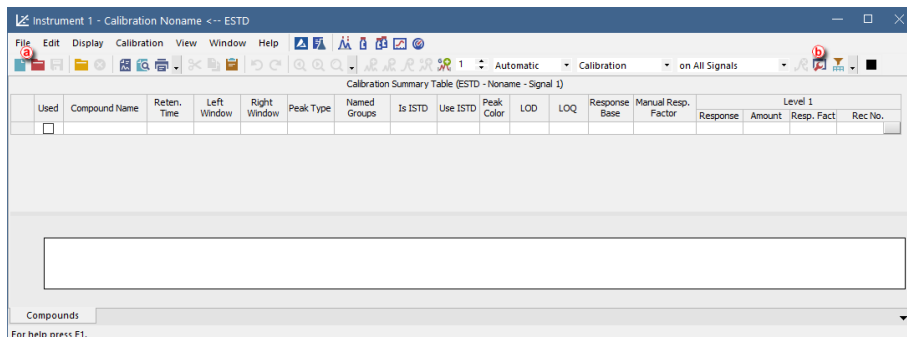 Instrument 1 - Calibration Noname <-- ESTD
File Edit Display Calibration View Window Help
a
b
1 Automatic Calibration on All Signals
Calibration Summary Table (ESTD - Noname - Signal 1)
Used Compound Name Reten. Time Left Window Right Window Peak Type Named Groups Is ISTD Use ISTD Peak Color LOD LOQ Response Base Manual Resp. Factor Level 1
Response Amount Resp. Fact Rec No.
Compounds
For help press F1.